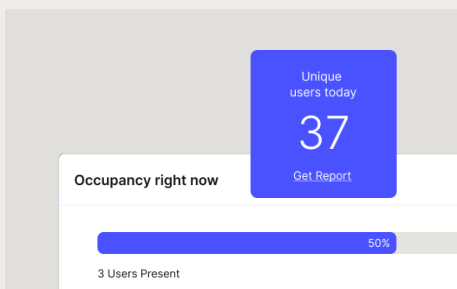 Unique
users today
37
Get Report
Occupancy right now
50%
3 Users Present